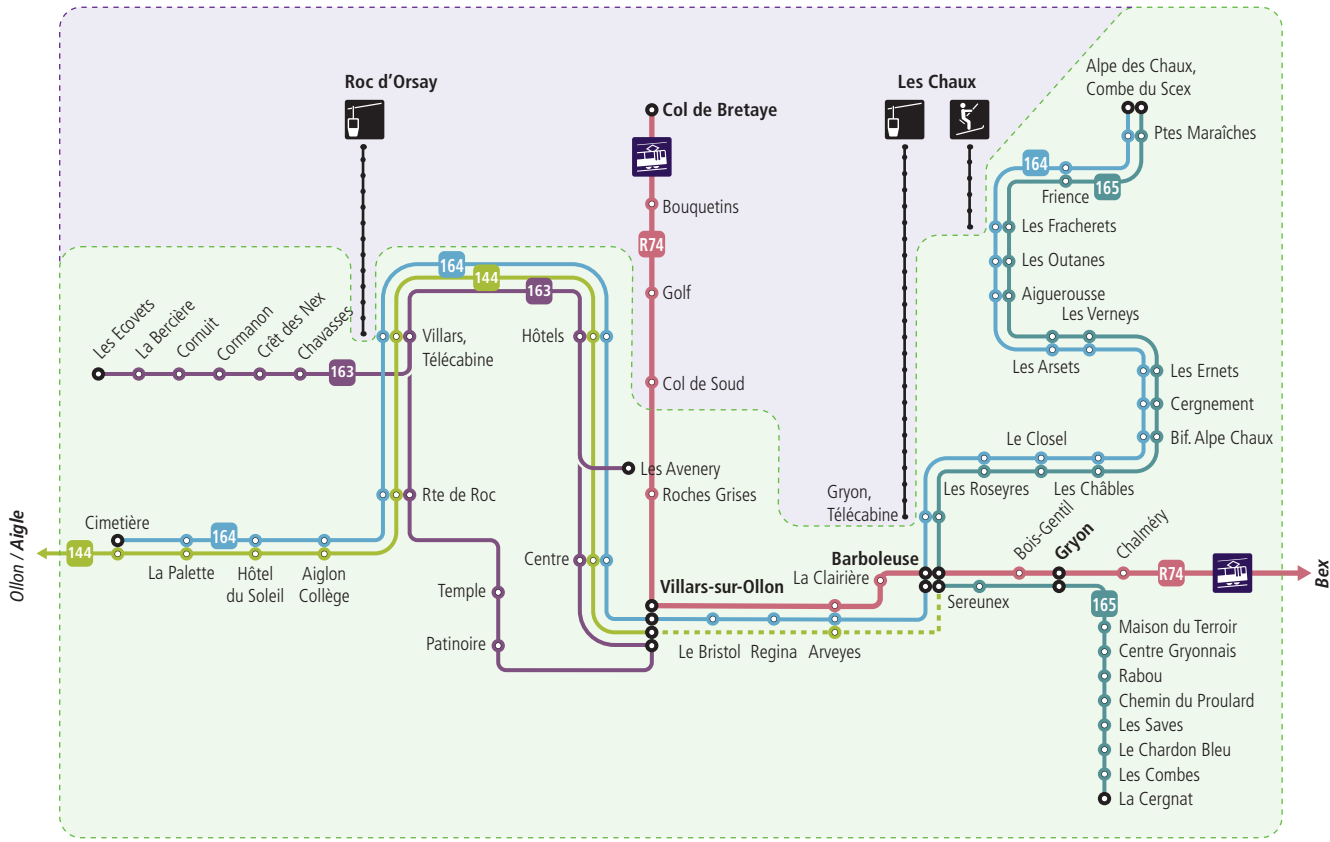 Roc d'Orsay
Les Chaux
Alpe des Chaux,
Combe du Scex
Col de Bretaye
Ptes Maraîches
164
165
Frience
Bouquetins
Les Fracherets
R74
164
144
163
Les Outanes
Golf
Aiguerousse
Les Verneys
Les Ecovets
La Bercière
Cornuit
Cormanon
Crêt des Nex
Chavasses
163
Villars,
Télécabine
Hôtels
Les Arsets
Les Ernets
Col de Soud
Cergnement
Le Closel
Bif. Alpe Chaux
Les Avenery
Roches Grises
Les Roseyres
Les Châbles
Rte de Roc
Gryon,
Télécabine
Cimetière
164
144
Ollon / Aigle
La Palette
Hôtel
du Soleil
Aiglon
Collège
Centre
Villars-sur-Ollon
Barboleuse
La Clairière
Bois-Gentil
Gryon
Chalméry
R74
Bex
Sereunex
165
Temple
Patinoire
Le Bristol
Regina
Arveyes
Maison du Terroir
Centre Gryonnais
Rabou
Chemin du Proulard
Les Saves
Le Chardon Bleu
Les Combes
La Cergnat